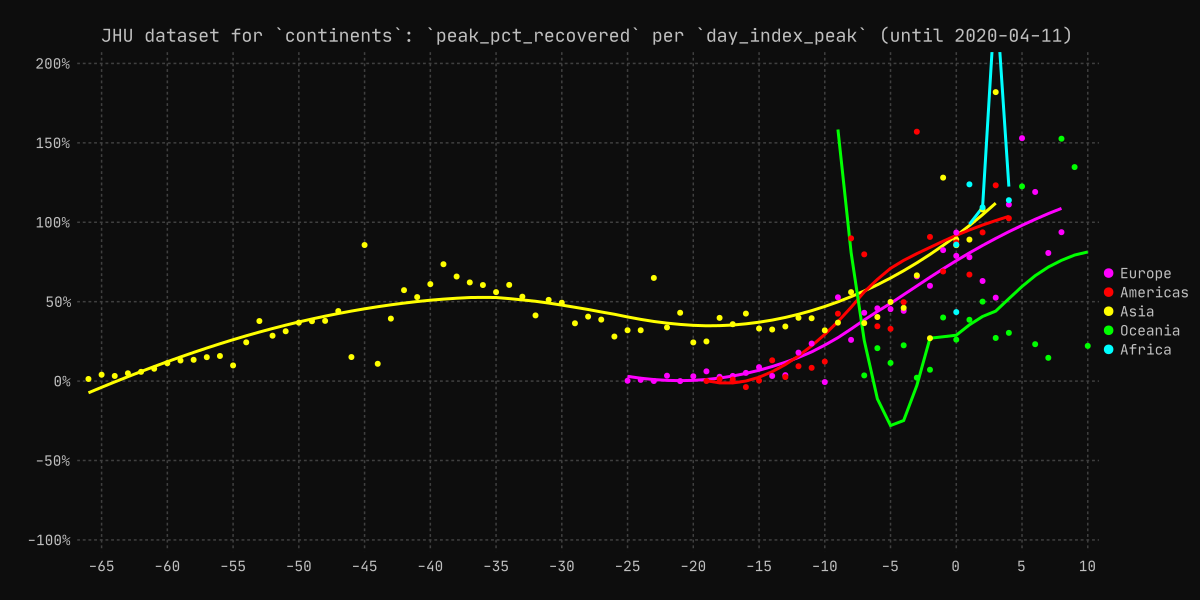 JHU dataset for `continents`: `peak_pct_recovered` per `day_index_peak` (until 2020-04-11)
200%
150%
100%
50%
0%
-50%
-100%
-65 -60 -55 -50 -45 -40 -35 -30 -25 -20 -15 -10 -5 0 5 10
Europe
Americas
Asia
Oceania
Africa